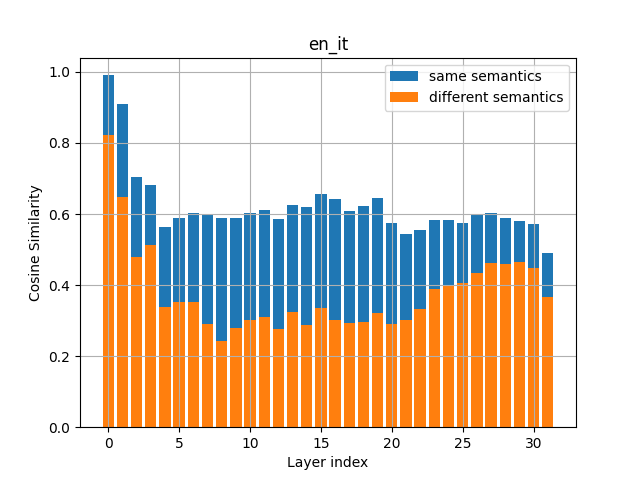 en_it
same semantics
different semantics
1.0
0.8
0.6
0.4
0.2
0.0
Cosine Similarity
0 5 10 15 20 25 30
Layer index